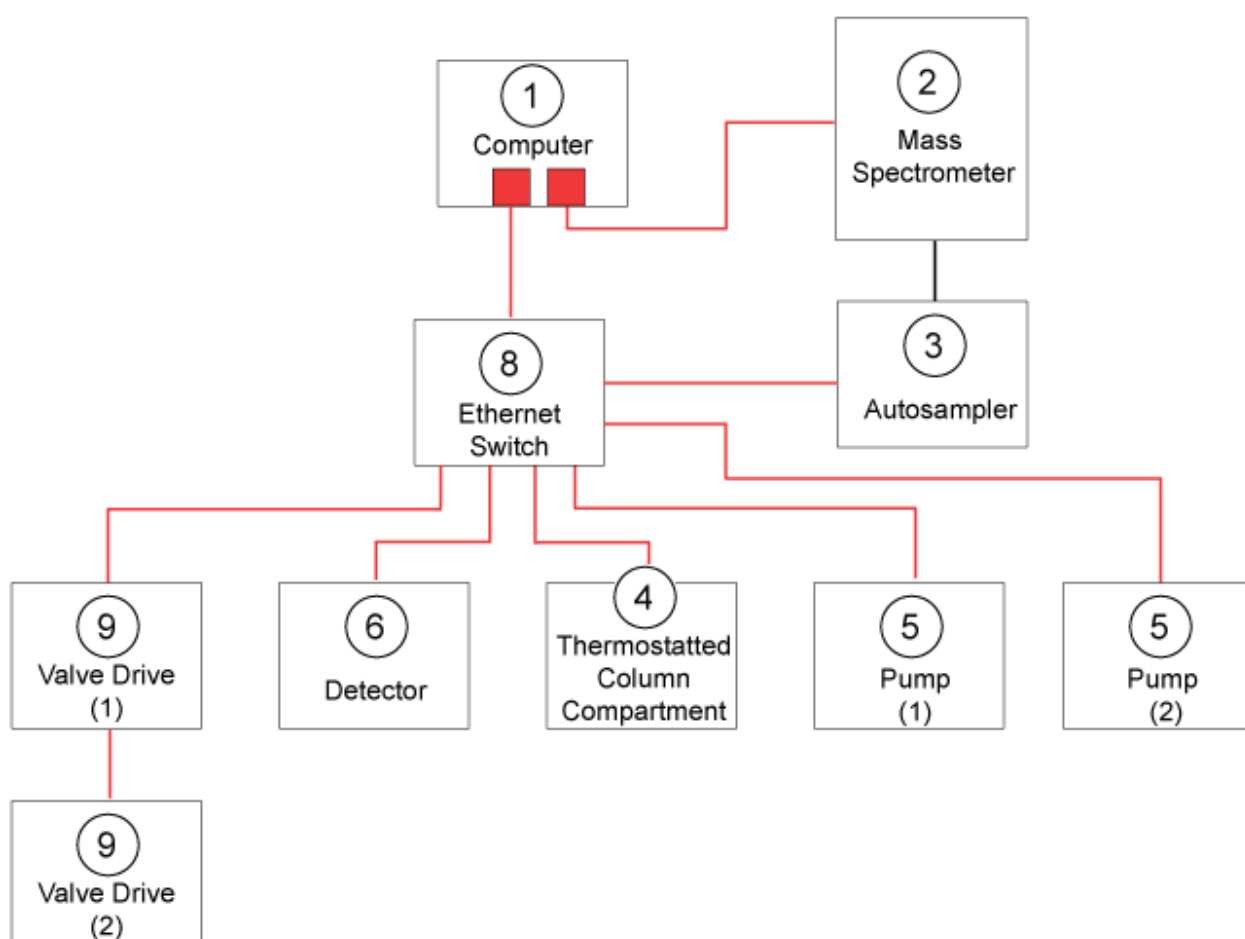 1
Computer
2
Mass
Spectrometer
3
Autosampler
8
Ethernet
Switch
9
Valve Drive
(1)
6
Detector
4
Thermostatted
Column
Compartment
5
Pump
(1)
5
Pump
(2)
9
Valve Drive
(2)